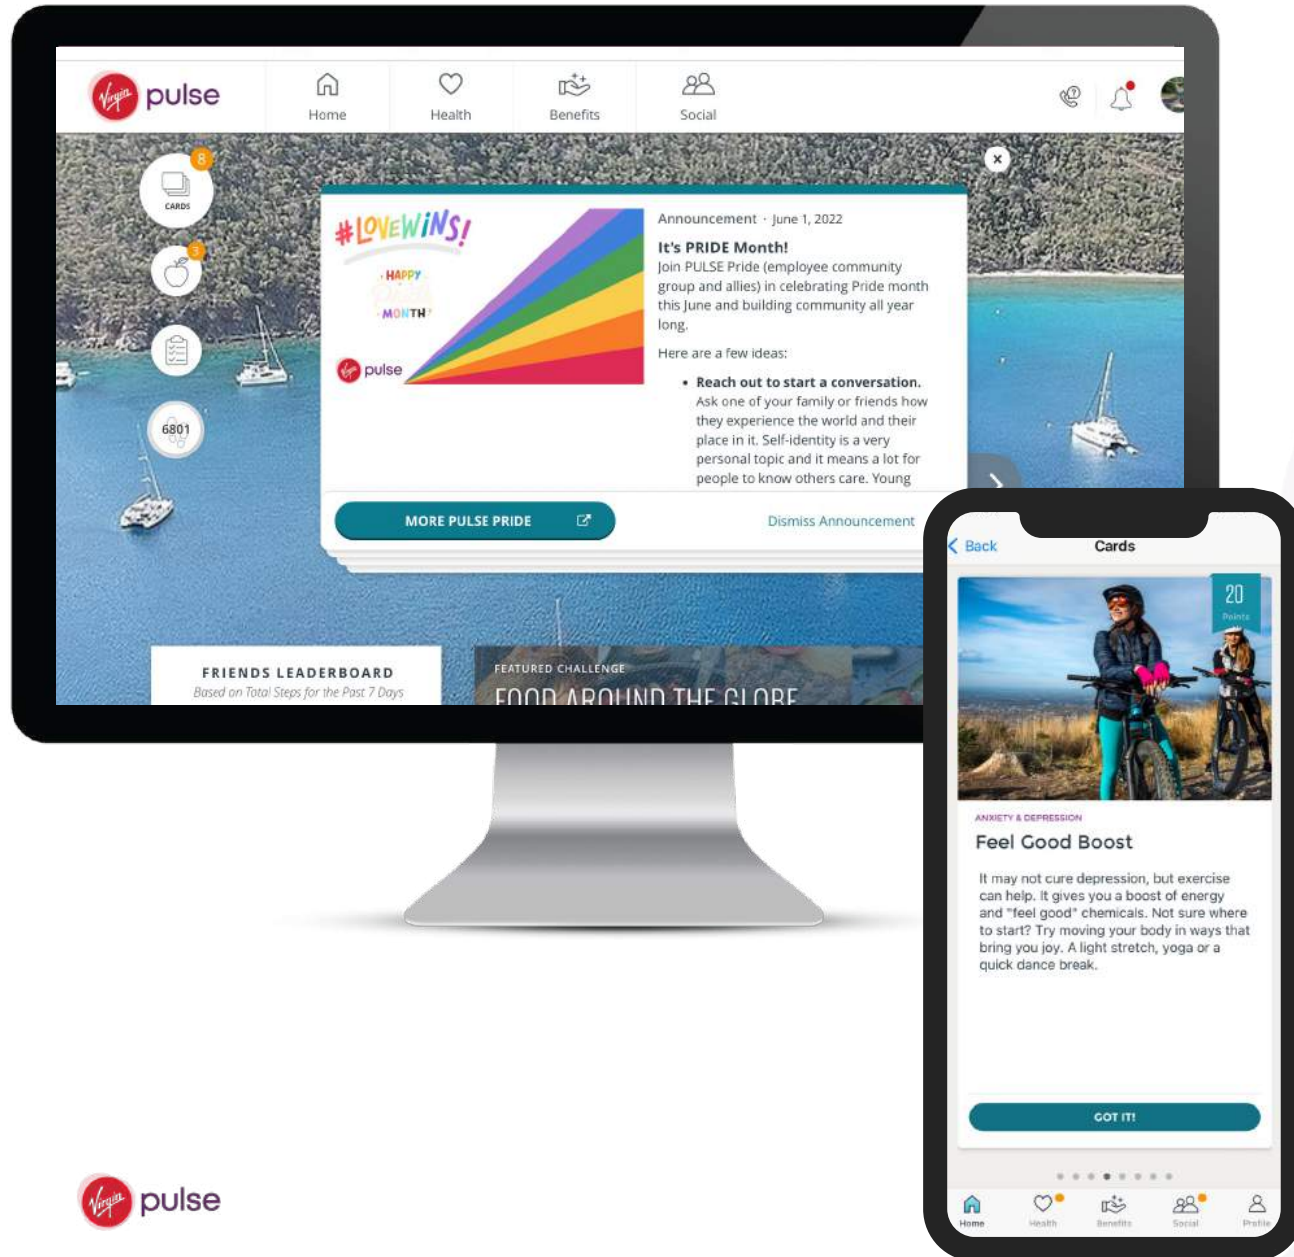 Virgin pulse
Home
Health
Benefits
Social
8
CARDS
3
6801
#LOVEWiNS!
HAPPY
Pride
MONTH
Virgin pulse
Announcement · June 1, 2022
It's PRIDE Month!
Join PULSE Pride (employee community
group and allies) in celebrating Pride month
this June and building community all year
long.
Here are a few ideas:
• Reach out to start a conversation.
Ask one of your family or friends how
they experience the world and their
place in it. Self-identity is a very
personal topic and it means a lot for
people to know others care. Young
MORE PULSE PRIDE
Dismiss Announcement
FRIENDS LEADERBOARD
Based on Total Steps for the Past 7 Days
FEATURED CHALLENGE
FOOD AROUND THE GLOBE
Back
Cards
20
Points
ANXIETY & DEPRESSION
Feel Good Boost
It may not cure depression, but exercise
can help. It gives you a boost of energy
and "feel good" chemicals. Not sure where
to start? Try moving your body in ways that
bring you joy. A light stretch, yoga or a
quick dance break.
GOT IT!
Home
Health
Benefits
Social
Profile
Virgin pulse